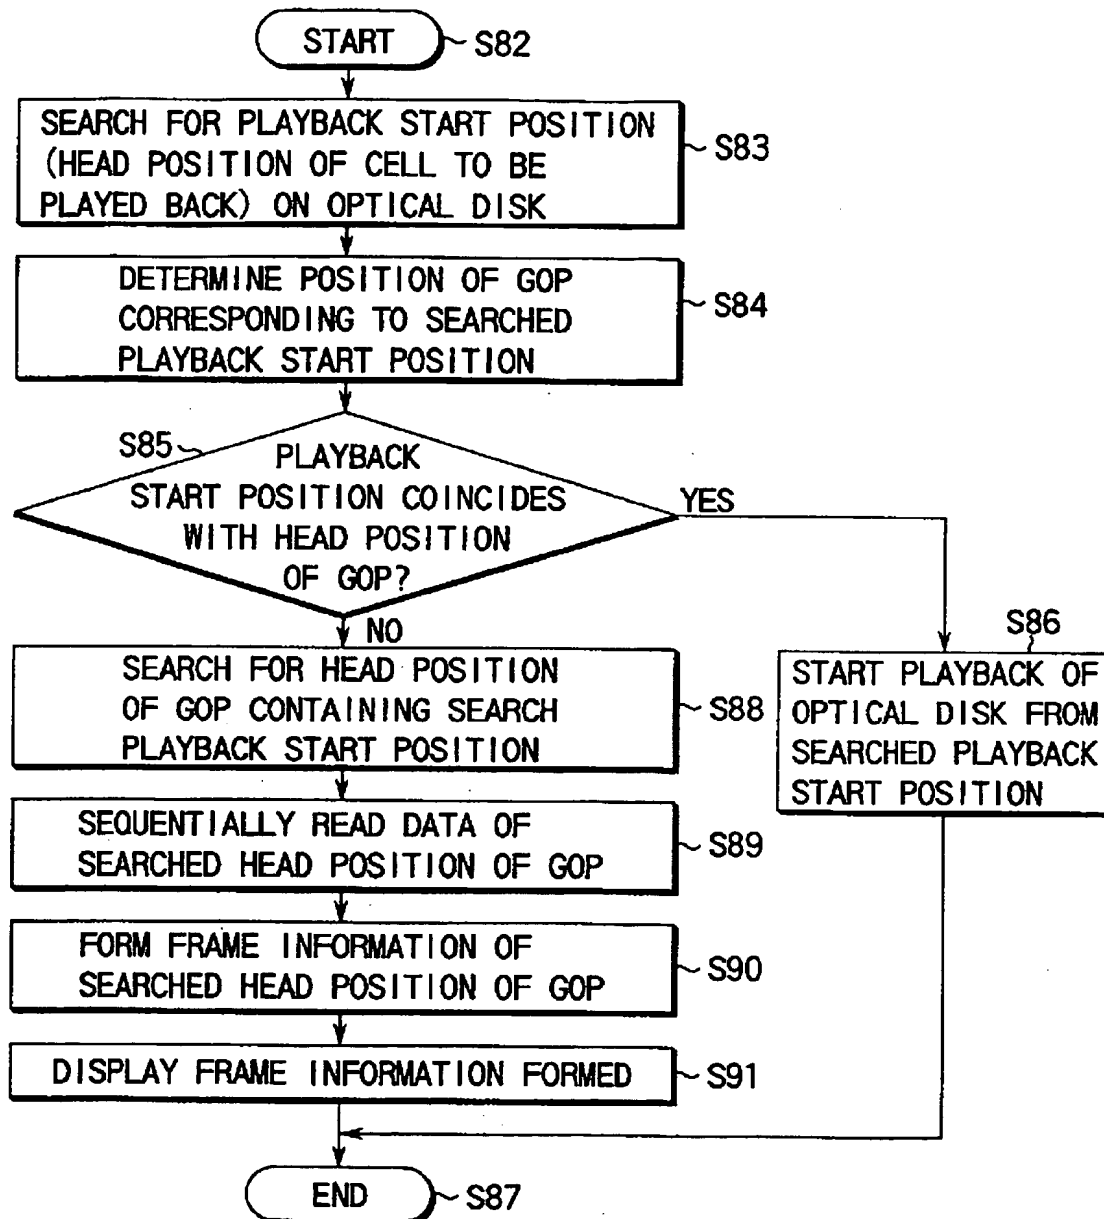 START
S82
SEARCH FOR PLAYBACK START POSITION
(HEAD POSITION OF CELL TO BE
PLAYED BACK) ON OPTICAL DISK
S83
DETERMINE POSITION OF GOP
CORRESPONDING TO SEARCHED
PLAYBACK START POSITION
S84
S85
PLAYBACK
START POSITION COINCIDES
WITH HEAD POSITION
OF GOP?
YES
NO
S86
START PLAYBACK OF
OPTICAL DISK FROM
SEARCHED PLAYBACK
START POSITION
SEARCH FOR HEAD POSITION
OF GOP CONTAINING SEARCH
PLAYBACK START POSITION
S88
SEQUENTIALLY READ DATA OF
SEARCHED HEAD POSITION OF GOP
S89
FORM FRAME INFORMATION OF
SEARCHED HEAD POSITION OF GOP
S90
DISPLAY FRAME INFORMATION FORMED
S91
END
S87